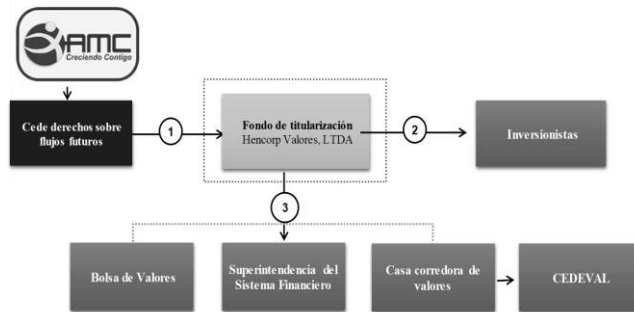 AMC
Creciendo Contigo
Cede derechos sobre
flujos futuros
1
Fondo de titularización
Hencorp Valores, LTDA
2
Inversionistas
3
Bolsa de Valores
Superintendencia del
Sistema Financiero
Casa corredora de
valores
CEDEVAL